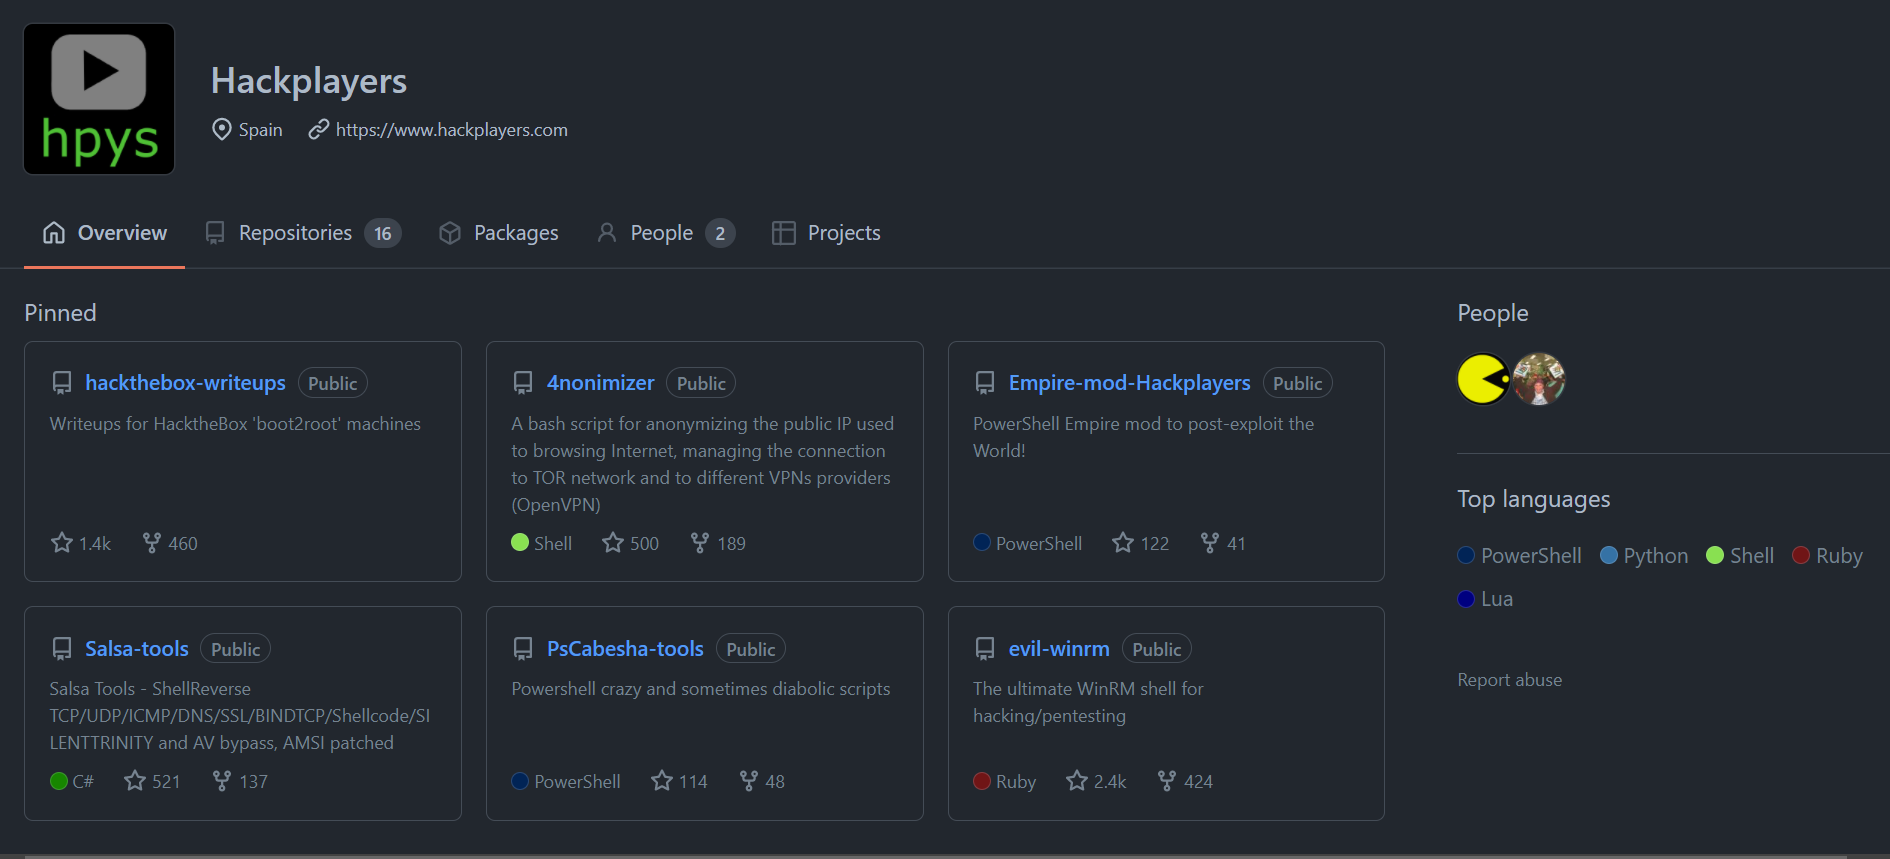 hpys
Hackplayers
Spain https://www.hackplayers.com
Overview Repositories 16 Packages People 2 Projects
Pinned
hackthebox-writeups Public
Writeups for HacktheBox 'boot2root' machines
1.4k 460
4nonimizer Public
A bash script for anonymizing the public IP used
to browsing Internet, managing the connection
to TOR network and to different VPNs providers
(OpenVPN)
Shell 500 189
Empire-mod-Hackplayers Public
PowerShell Empire mod to post-exploit the
World!
PowerShell 122 41
Salsa-tools Public
Salsa Tools - ShellReverse
TCP/UDP/ICMP/DNS/SSL/BINDTCP/Shellcode/SI
LENTTRINITY and AV bypass, AMSI patched
C# 521 137
PsCabesha-tools Public
Powershell crazy and sometimes diabolic scripts
PowerShell 114 48
evil-winrm Public
The ultimate WinRM shell for
hacking/pentesting
Ruby 2.4k 424
People
Top languages
PowerShell Python Shell Ruby
Lua
Report abuse